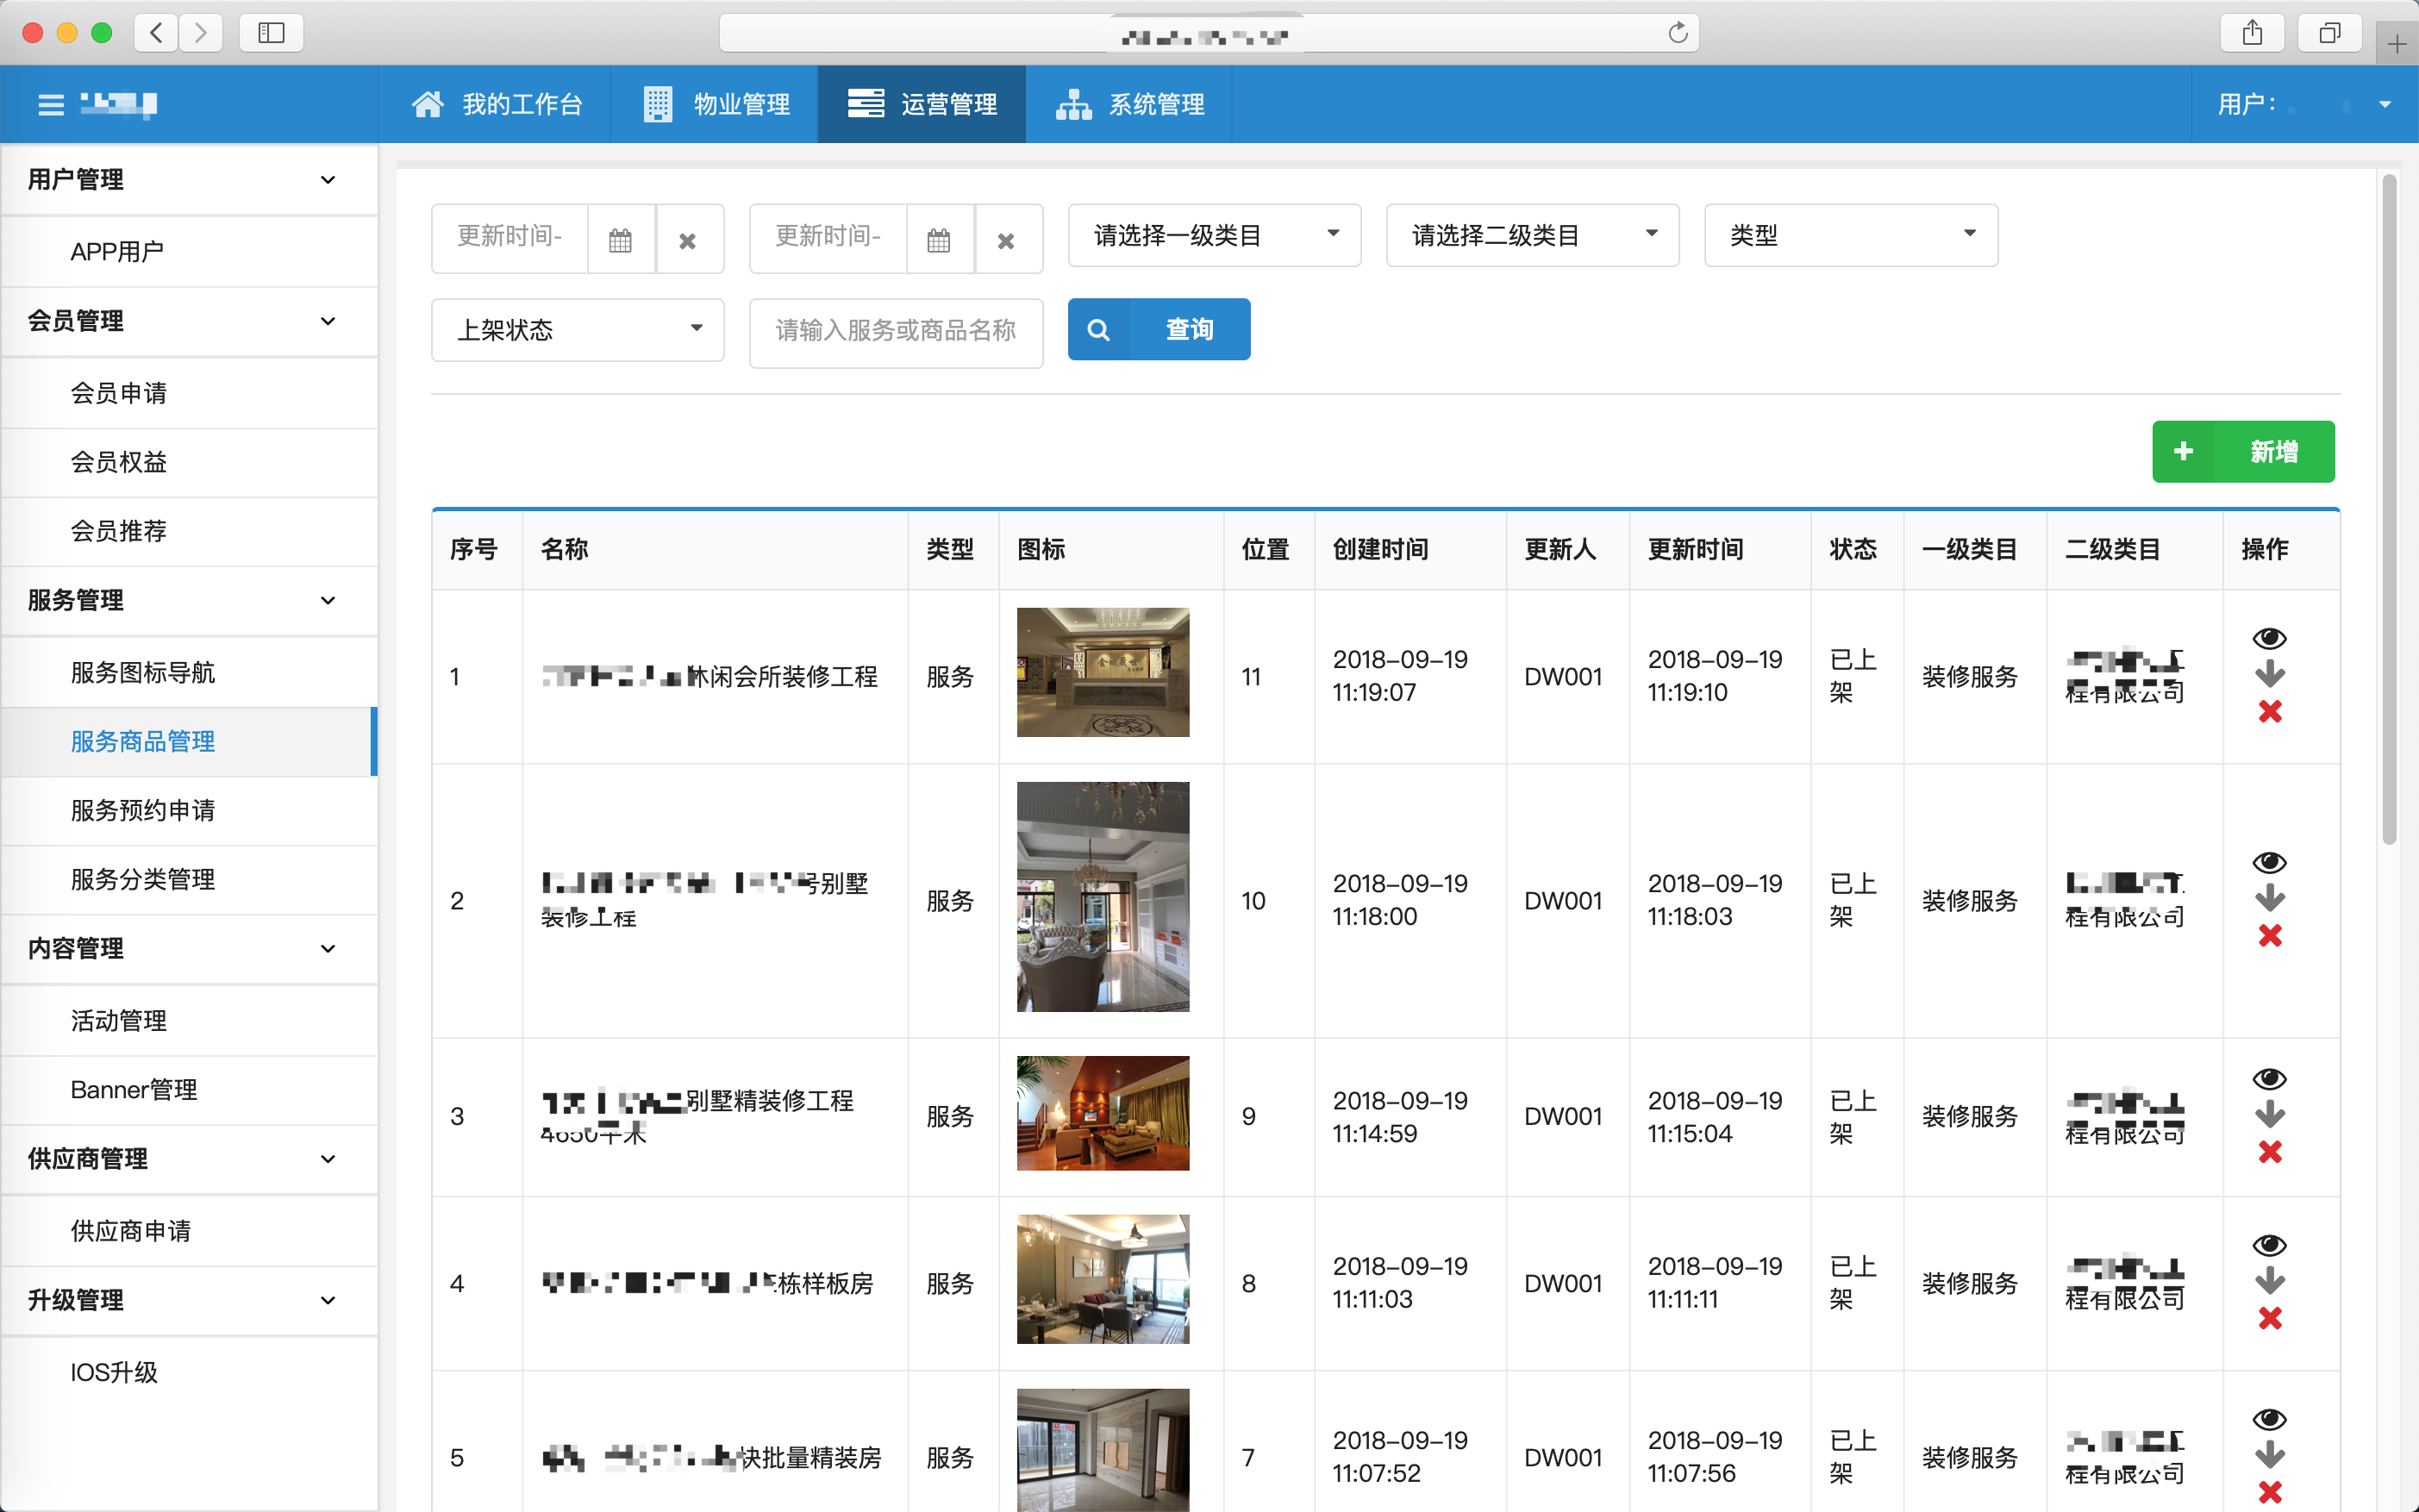 我的工作台
物业管理
运营管理
系统管理
用户：
用户管理
APP用户
会员管理
会员申请
会员权益
会员推荐
服务管理
服务图标导航
服务商品管理
服务预约申请
服务分类管理
内容管理
活动管理
Banner管理
供应商管理
供应商申请
升级管理
IOS升级
更新时间-
更新时间-
请选择一级类目
请选择二级类目
类型
上架状态
请输入服务或商品名称
查询
新增
序号 名称 类型 图标 位置 创建时间 更新人 更新时间 状态 一级类目 二级类目 操作
1 休闲会所装修工程 服务 11 2018-09-19 11:19:07 DW001 2018-09-19 11:19:10 已上架 装修服务 程有限公司
2 号别墅装修工程 服务 10 2018-09-19 11:18:00 DW001 2018-09-19 11:18:03 已上架 装修服务 程有限公司
3 别墅精装修工程4650平米 服务 9 2018-09-19 11:14:59 DW001 2018-09-19 11:15:04 已上架 装修服务 程有限公司
4 栋样板房 服务 8 2018-09-19 11:11:03 DW001 2018-09-19 11:11:11 已上架 装修服务 程有限公司
5 批量精装房 服务 7 2018-09-19 11:07:52 DW001 2018-09-19 11:07:56 已上架 装修服务 程有限公司